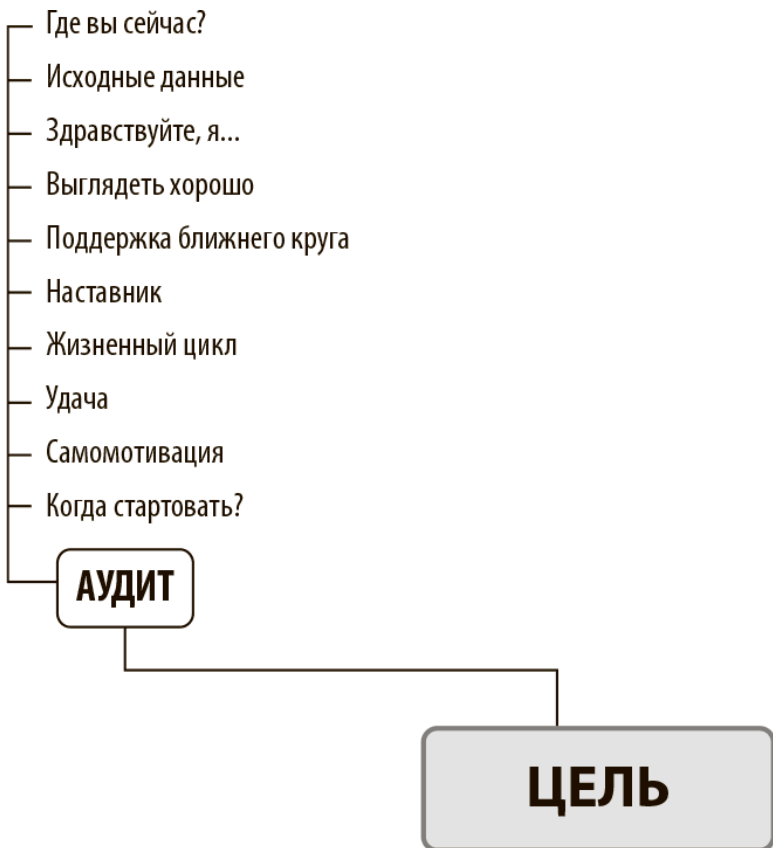 Где вы сейчас?
Исходные данные
Здравствуйте, я...
Выглядеть хорошо
Поддержка ближнего круга
Наставник
Жизненный цикл
Удача
Самомотивация
Когда стартовать?
АУДИТ
ЦЕЛЬ